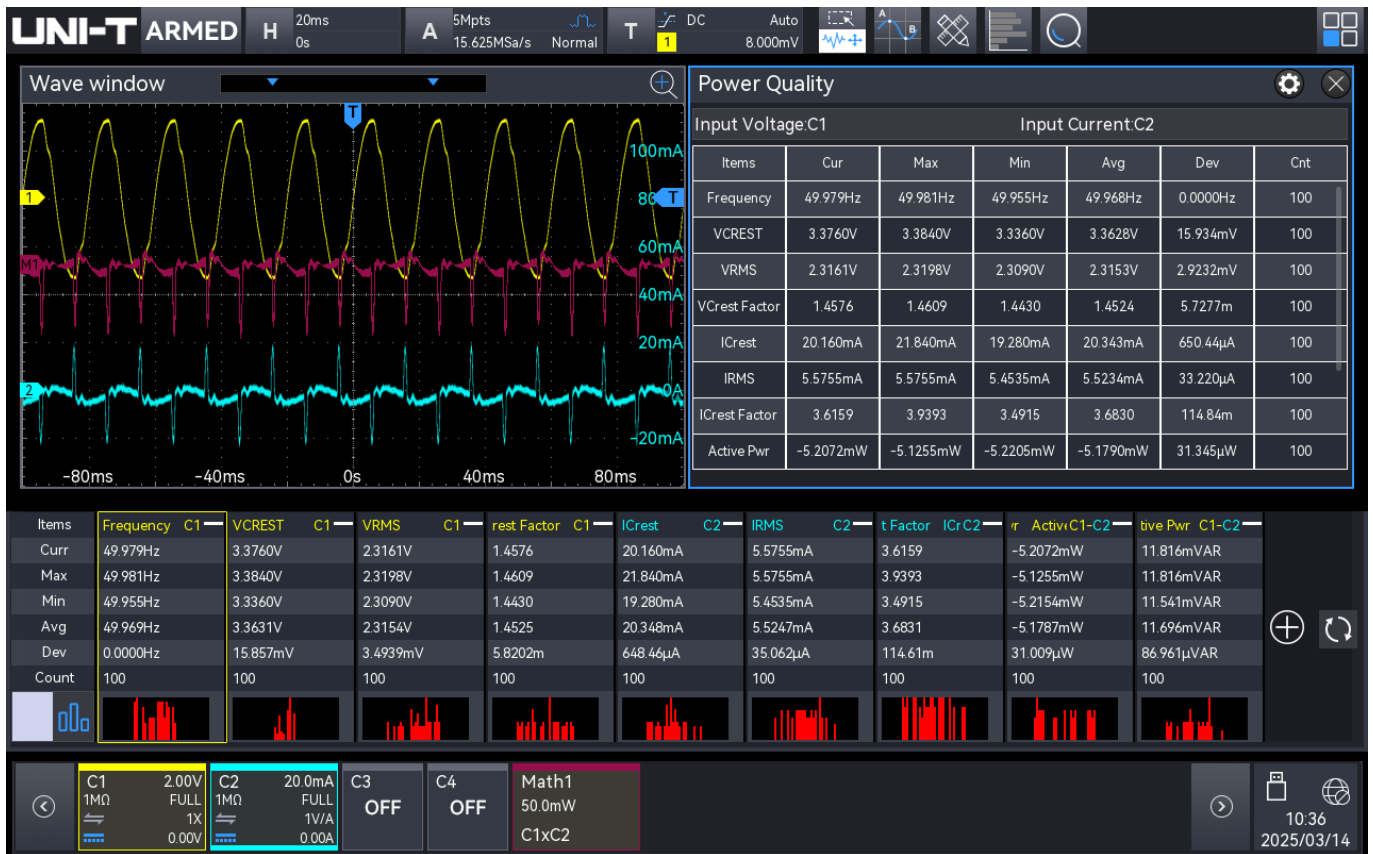 UNI-T ARMED H 20ms 0s A 5Mpts 15.625MSa/s Normal T 1 DC Auto 8.000mV A B
Wave window
T
100mA
1 80 T
60mA
M1
40mA
20mA
2 0A
-20mA
-80ms -40ms 0s 40ms 80ms
Power Quality
Input Voltage:C1 Input Current:C2
Items Cur Max Min Avg Dev Cnt
Frequency 49.979Hz 49.981Hz 49.955Hz 49.968Hz 0.0000Hz 100
VCREST 3.3760V 3.3840V 3.3360V 3.3628V 15.934mV 100
VRMS 2.3161V 2.3198V 2.3090V 2.3153V 2.9232mV 100
VCrest Factor 1.4576 1.4609 1.4430 1.4524 5.7277m 100
ICrest 20.160mA 21.840mA 19.280mA 20.343mA 650.44µA 100
IRMS 5.5755mA 5.5755mA 5.4535mA 5.5234mA 33.220µA 100
ICrest Factor 3.6159 3.9393 3.4915 3.6830 114.84m 100
Active Pwr -5.2072mW -5.1255mW -5.2205mW -5.1790mW 31.345µW 100
Items Frequency C1 VCREST C1 VRMS C1 rest Factor C1 ICrest C2 IRMS C2 t Factor ICr C2 r Activ C1-C2 tive Pwr C1-C2
Curr 49.979Hz 3.3760V 2.3161V 1.4576 20.160mA 5.5755mA 3.6159 -5.2072mW 11.816mVAR
Max 49.981Hz 3.3840V 2.3198V 1.4609 21.840mA 5.5755mA 3.9393 -5.1255mW 11.816mVAR
Min 49.955Hz 3.3360V 2.3090V 1.4430 19.280mA 5.4535mA 3.4915 -5.2154mW 11.541mVAR
Avg 49.969Hz 3.3631V 2.3154V 1.4525 20.348mA 5.5247mA 3.6831 -5.1787mW 11.696mVAR
Dev 0.0000Hz 15.857mV 3.4939mV 5.8202m 648.46µA 35.062µA 114.61m 31.009µW 86.961µVAR
Count 100 100 100 100 100 100 100 100 100
C1 2.00V
1MΩ FULL
1X
0.00V
C2 20.0mA
1MΩ FULL
1V/A
0.00A
C3
OFF
C4
OFF
Math1
50.0mW
C1xC2
10:36
2025/03/14